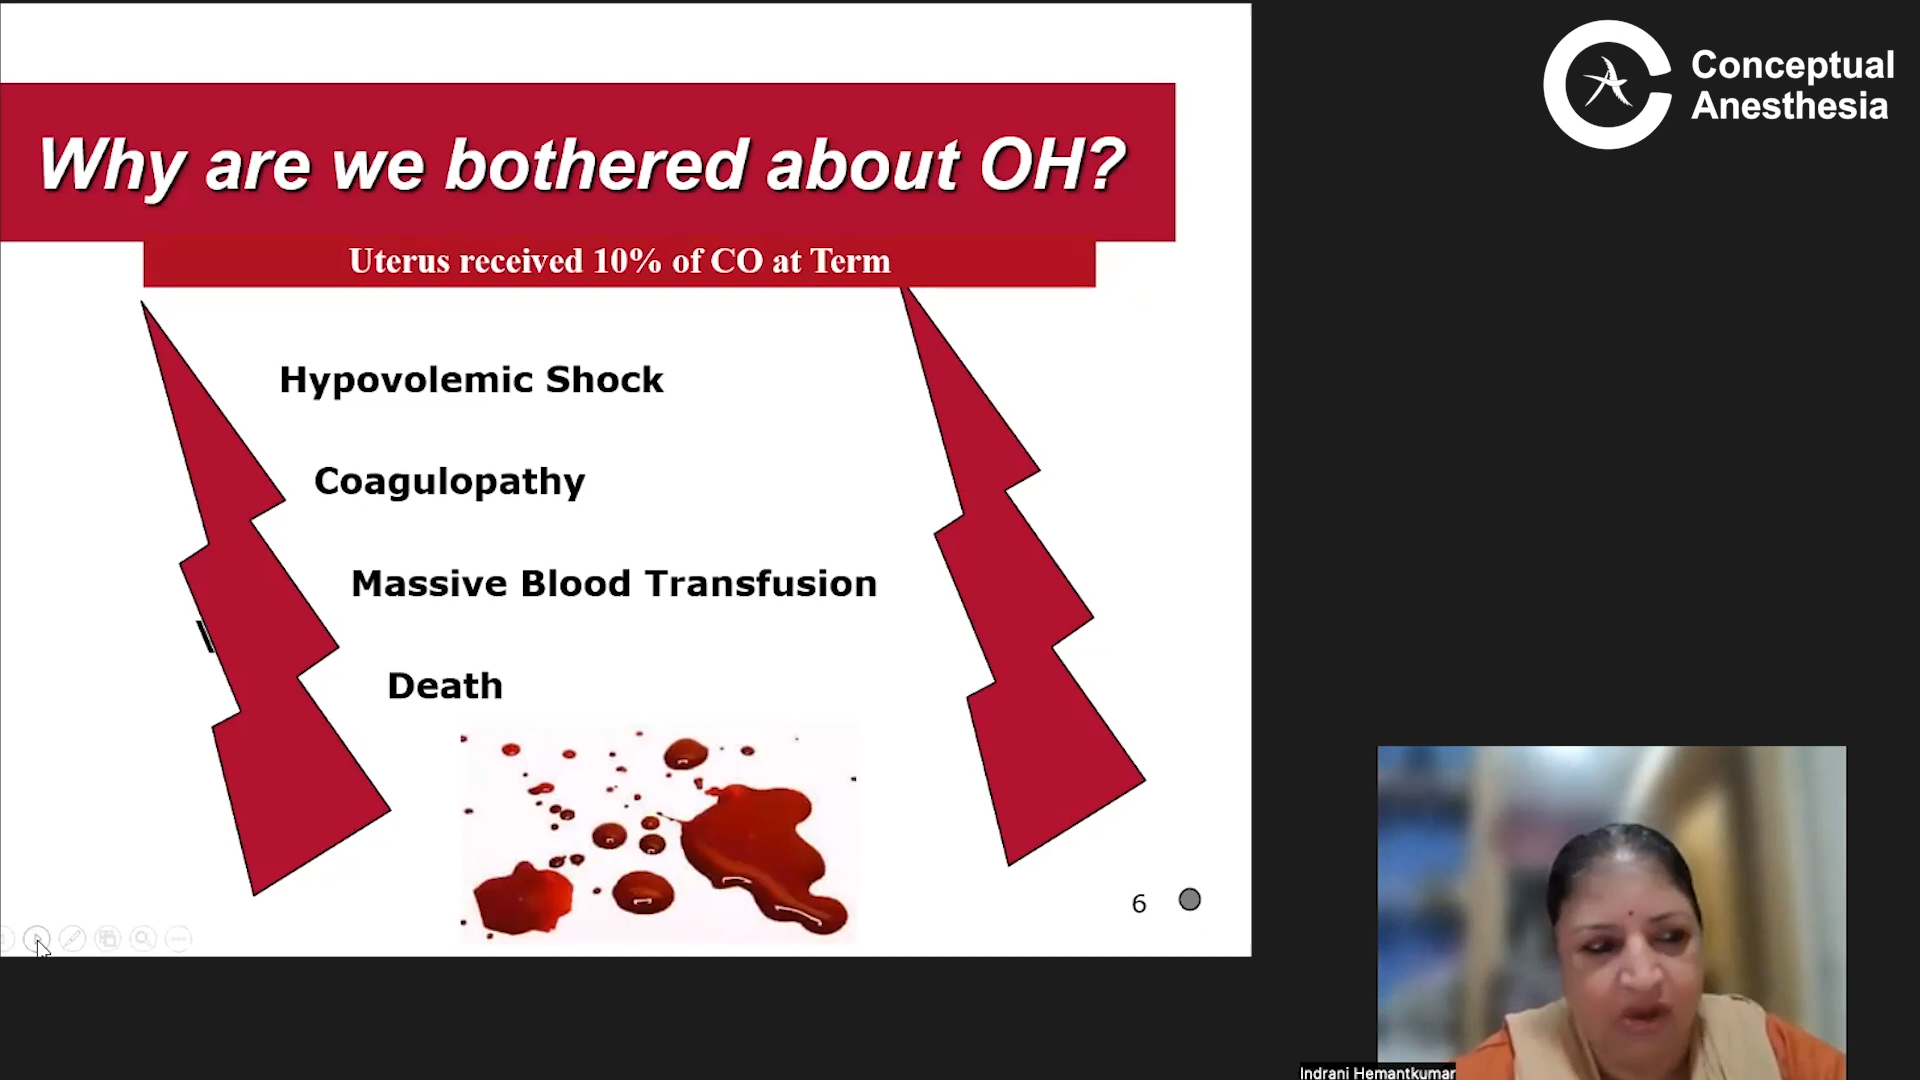 Conceptual
Anesthesia
Why are we bothered about OH?
Uterus received 10% of CO at Term
Hypovolemic Shock
Coagulopathy
Massive Blood Transfusion
Death
6
Indrani Hemantkumar